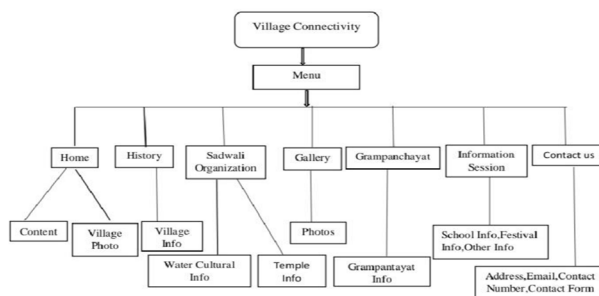 Village Connectivity
Menu
Home
History
Sadwali
Organization
Gallery
Grampanchayat
Information
Session
Contact us
Content
Village
Photo
Village
Info
Water Cultural
Info
Temple
Info
Photos
Grampantayat
Info
School Info,Festival
Info,Other Info
Address,Email,Contact
Number,Contact Form